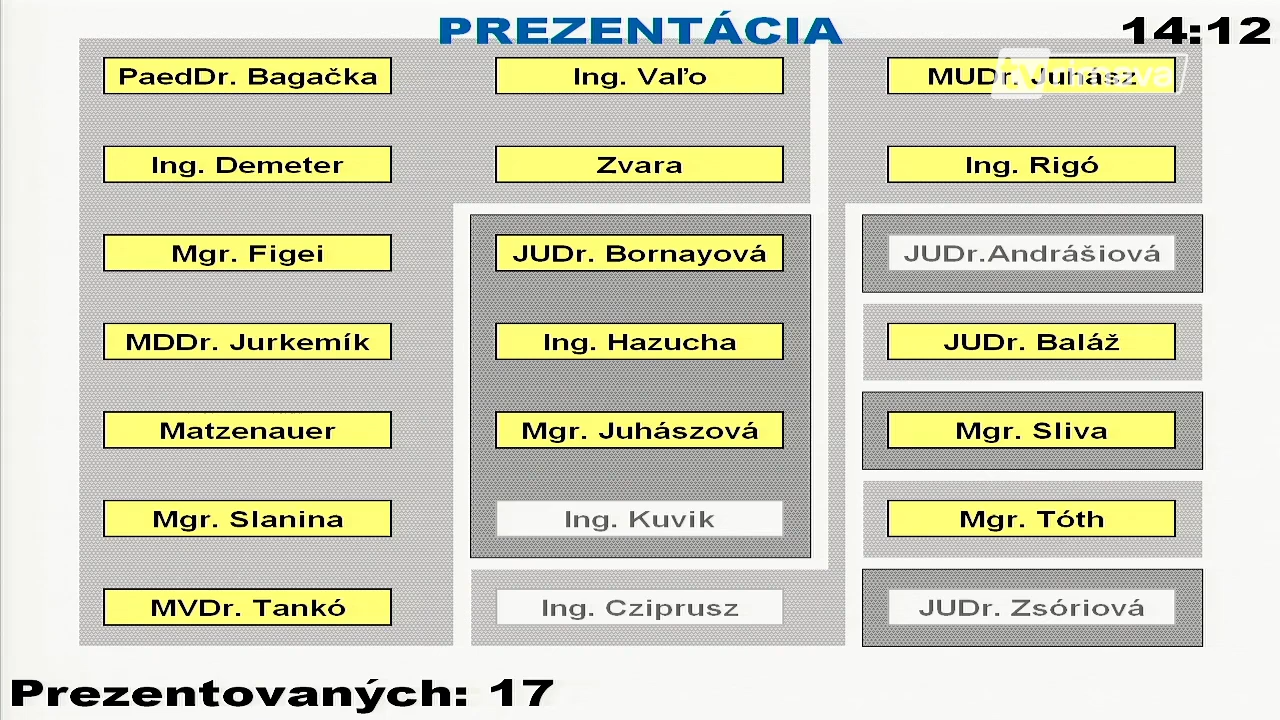 PREZENTÁCIA 14:12
PaedDr. Bagačka Ing. Vaľo MUDr. Juhász
Ing. Demeter Zvara Ing. Rigó
Mgr. Figei JUDr. Bornayová JUDr.Andrášiová
MDDr. Jurkemík Ing. Hazucha JUDr. Baláž
Matzenauer Mgr. Juhászová Mgr. Sliva
Mgr. Slanina Ing. Kuvik Mgr. Tóth
MVDr. Tankó Ing. Cziprusz JUDr. Zsóriová
Prezentovaných: 17